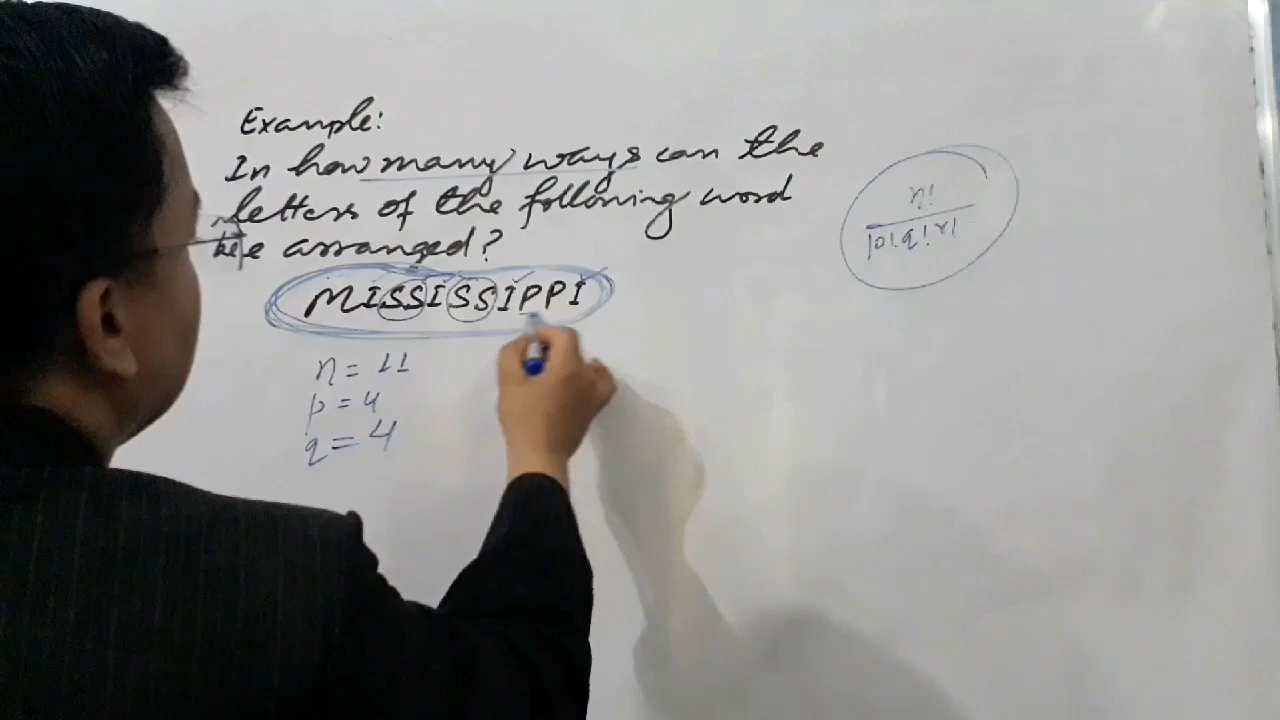 Example:
In how many ways can the
letters of the following word
be arranged?
MISSISSIPPI
n = 11
p = 4
q = 4
n!
p! q! r!